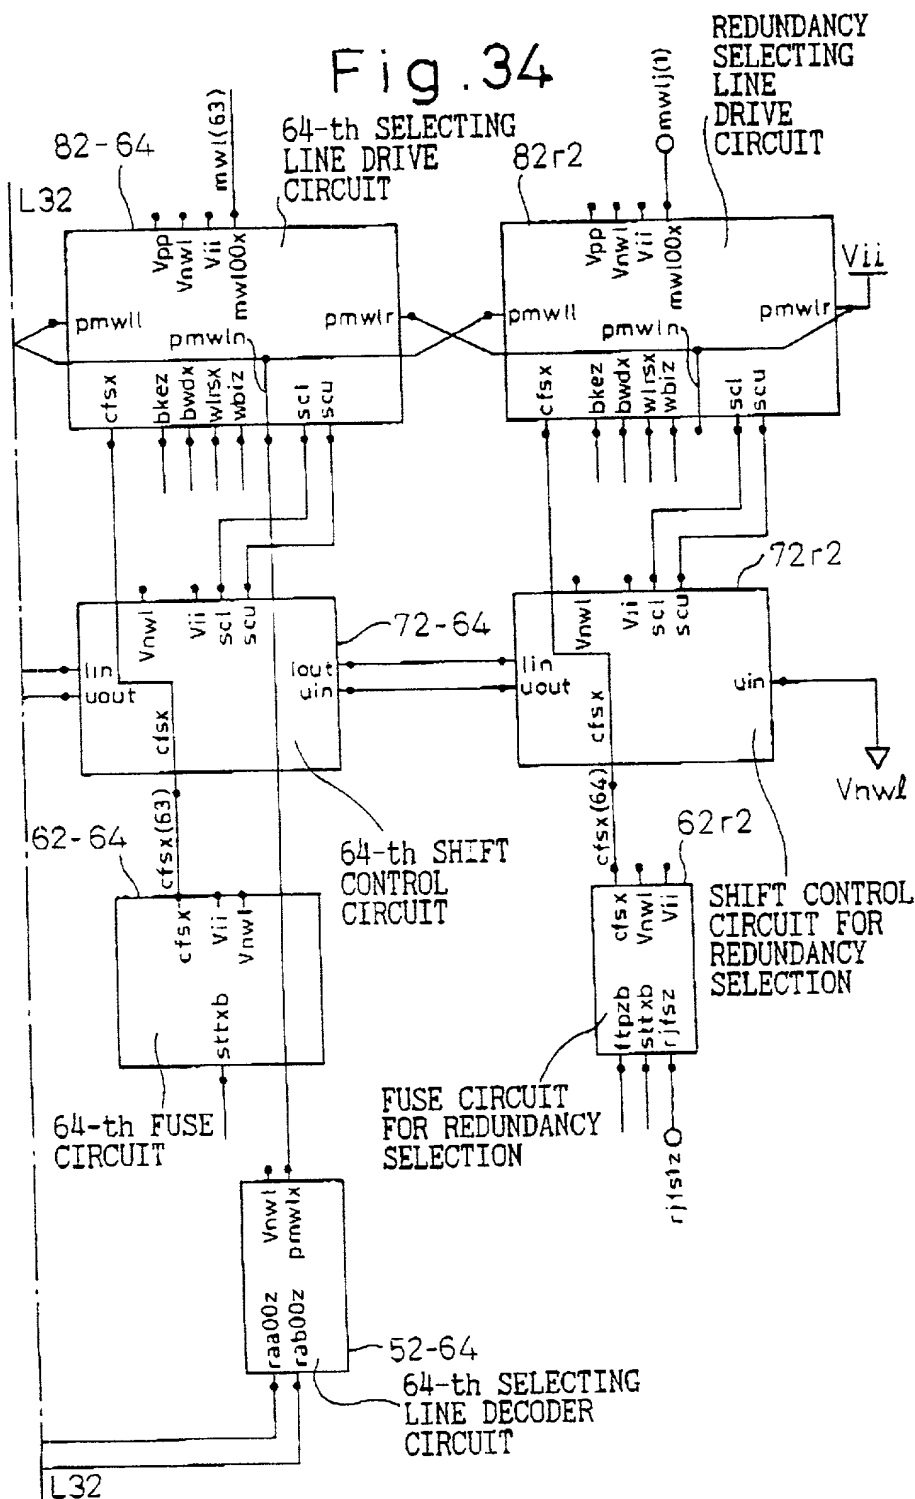 Fig.34
REDUNDANCY
SELECTING
LINE
DRIVE
CIRCUIT
mwl(63)
64-th SELECTING
LINE DRIVE
CIRCUIT
82-64
82r2
mwlj(1)
L32
Vpp
Vnwl
Vii
mwl00x
pmwll
pmwlr
pmwln
cfsx
bkez
bwdx
wlrsx
wbiz
scl
scu
Vpp
Vnwl
Vii
mwl00x
Vii
pmwll
pmwlr
pmwln
cfsx
bkez
bwdx
wlrsx
wbiz
scl
scu
72-64
72r2
Vnwl
Vii
scl
scu
lin
uout
lout
uin
cfsx
Vnwl
Vii
scl
scu
lin
uout
uin
cfsx
Vnwl
cfsx(63)
62-64
64-th SHIFT
CONTROL
CIRCUIT
cfsx(64)
62r2
SHIFT CONTROL
CIRCUIT FOR
REDUNDANCY
SELECTION
cfsx
Vii
Vnwl
sttxb
cfsx
Vnwl
Vii
ftpzb
sttxb
rjfsz
64-th FUSE
CIRCUIT
FUSE CIRCUIT
FOR REDUNDANCY
SELECTION
rjfs1z
Vnwl
pmwlx
raa00z
rab00z
52-64
64-th SELECTING
LINE DECODER
CIRCUIT
L32